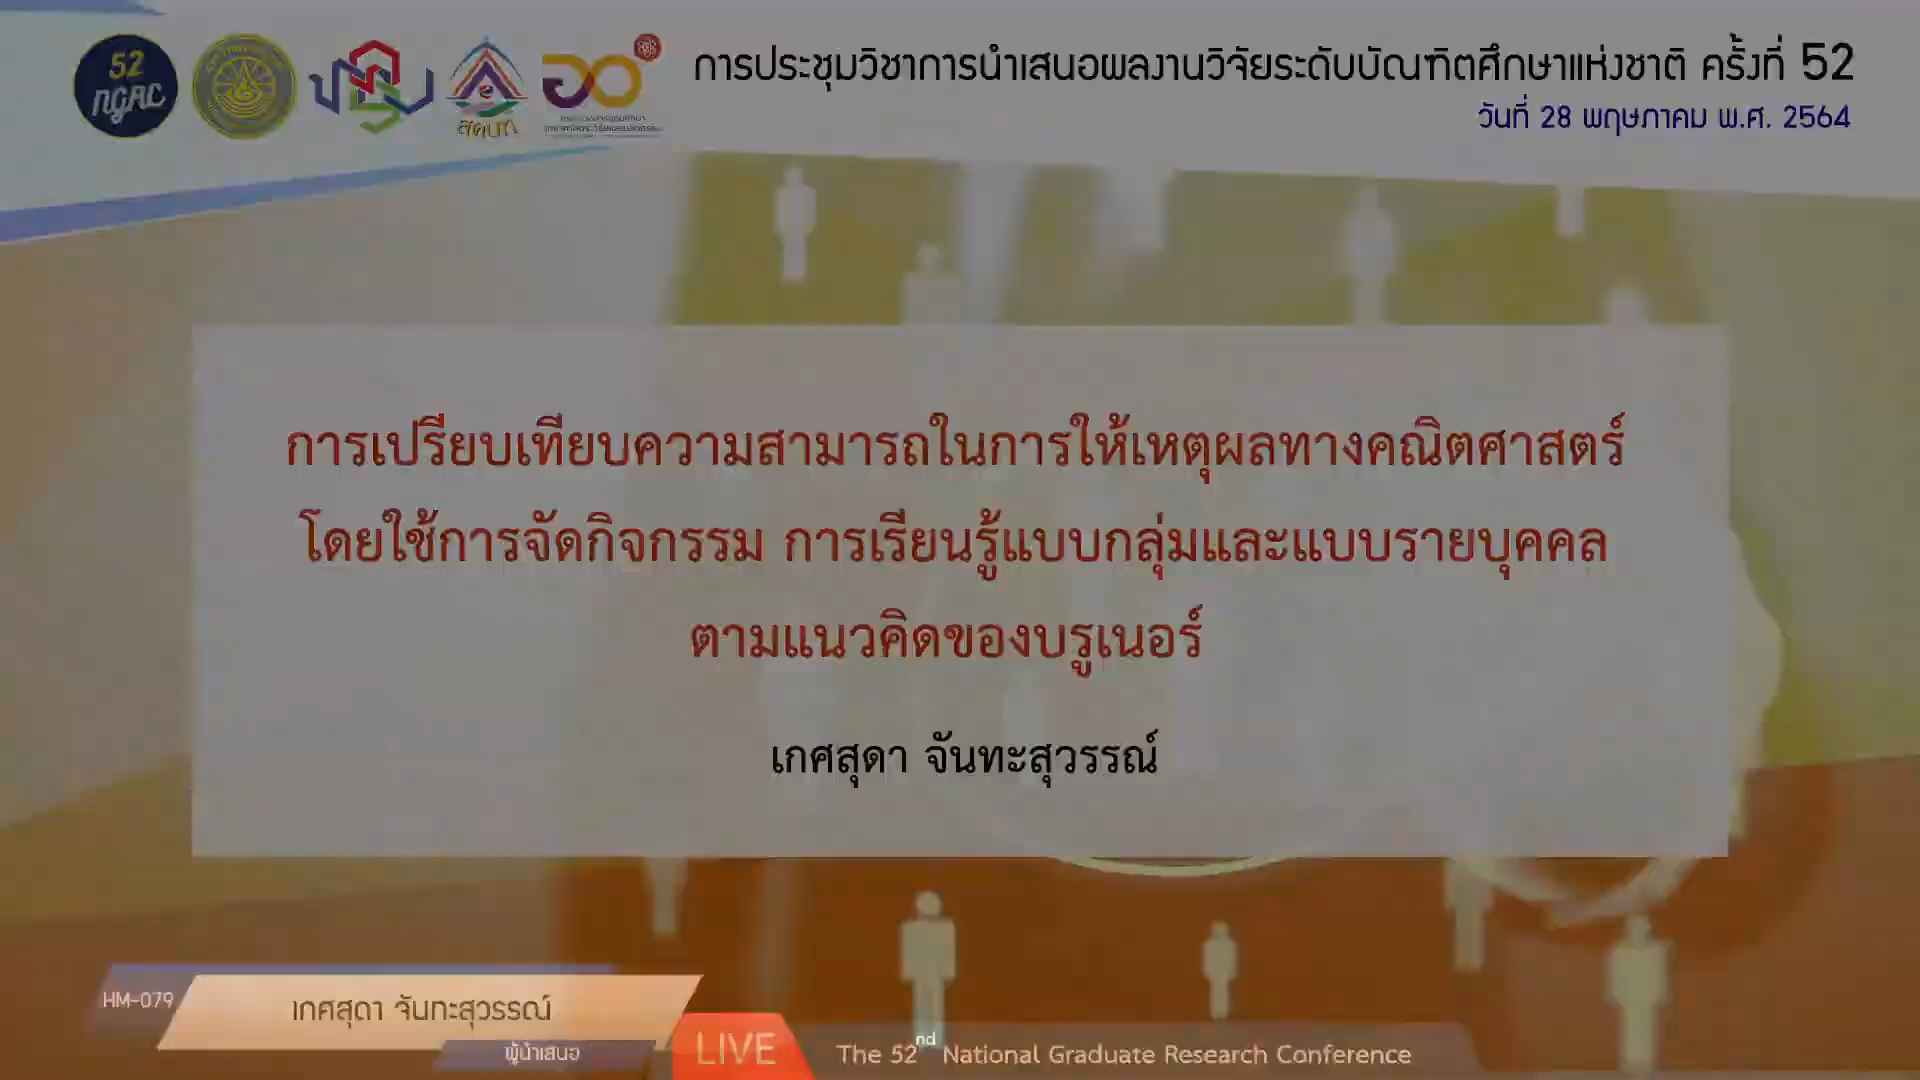 52
NGRC
สคบท
การประชุมวิชาการนำเสนอผลงานวิจัยระดับบัณฑิตศึกษาแห่งชาติ ครั้งที่ 52
วันที่ 28 พฤษภาคม พ.ศ. 2564
การเปรียบเทียบความสามารถในการให้เหตุผลทางคณิตศาสตร์
โดยใช้การจัดกิจกรรม การเรียนรู้แบบกลุ่มและแบบรายบุคคล
ตามแนวคิดของบรูเนอร์
เกศสุดา จันทะสุวรรณ์
HM-079
เกศสุดา จันทะสุวรรณ์
ผู้นำเสนอ
LIVE
The 52nd National Graduate Research Conference